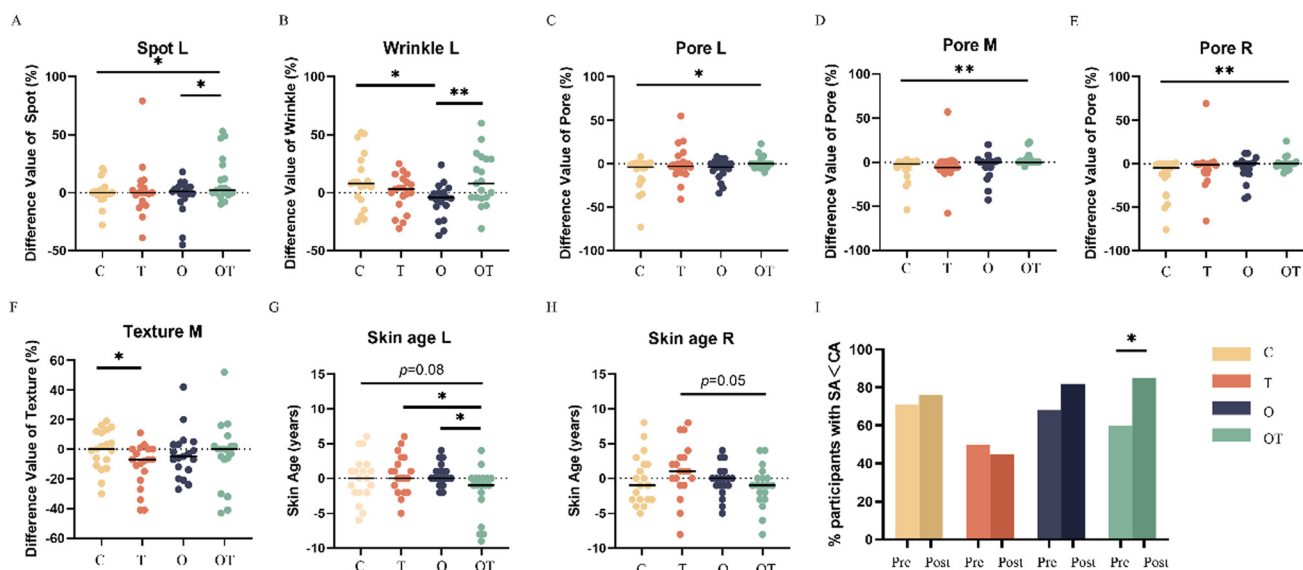 A
Spot L
Difference Value of Spot (%)
100
50
0
-50
*
*
C T O OT
B
Wrinkle L
Difference Value of Wrinkle (%)
100
50
0
-50
*
**
C T O OT
C
Pore L
Difference Value of Pore (%)
100
50
0
-50
-100
*
C T O OT
D
Pore M
Difference Value of Pore (%)
100
50
0
-50
-100
**
C T O OT
E
Pore R
Difference Value of Pore (%)
100
50
0
-50
-100
**
C T O OT
F
Texture M
Difference Value of Texture (%)
60
40
20
0
-20
-40
-60
*
C T O OT
G
Skin age L
Skin Age (years)
15
10
5
0
-5
-10
p=0.08
*
*
C T O OT
H
Skin age R
Skin Age (years)
15
10
5
0
-5
-10
p=0.05
C T O OT
I
% participants with SA<CA
100
80
60
40
20
0
*
Pre Post Pre Post Pre Post Pre Post
C
T
O
OT